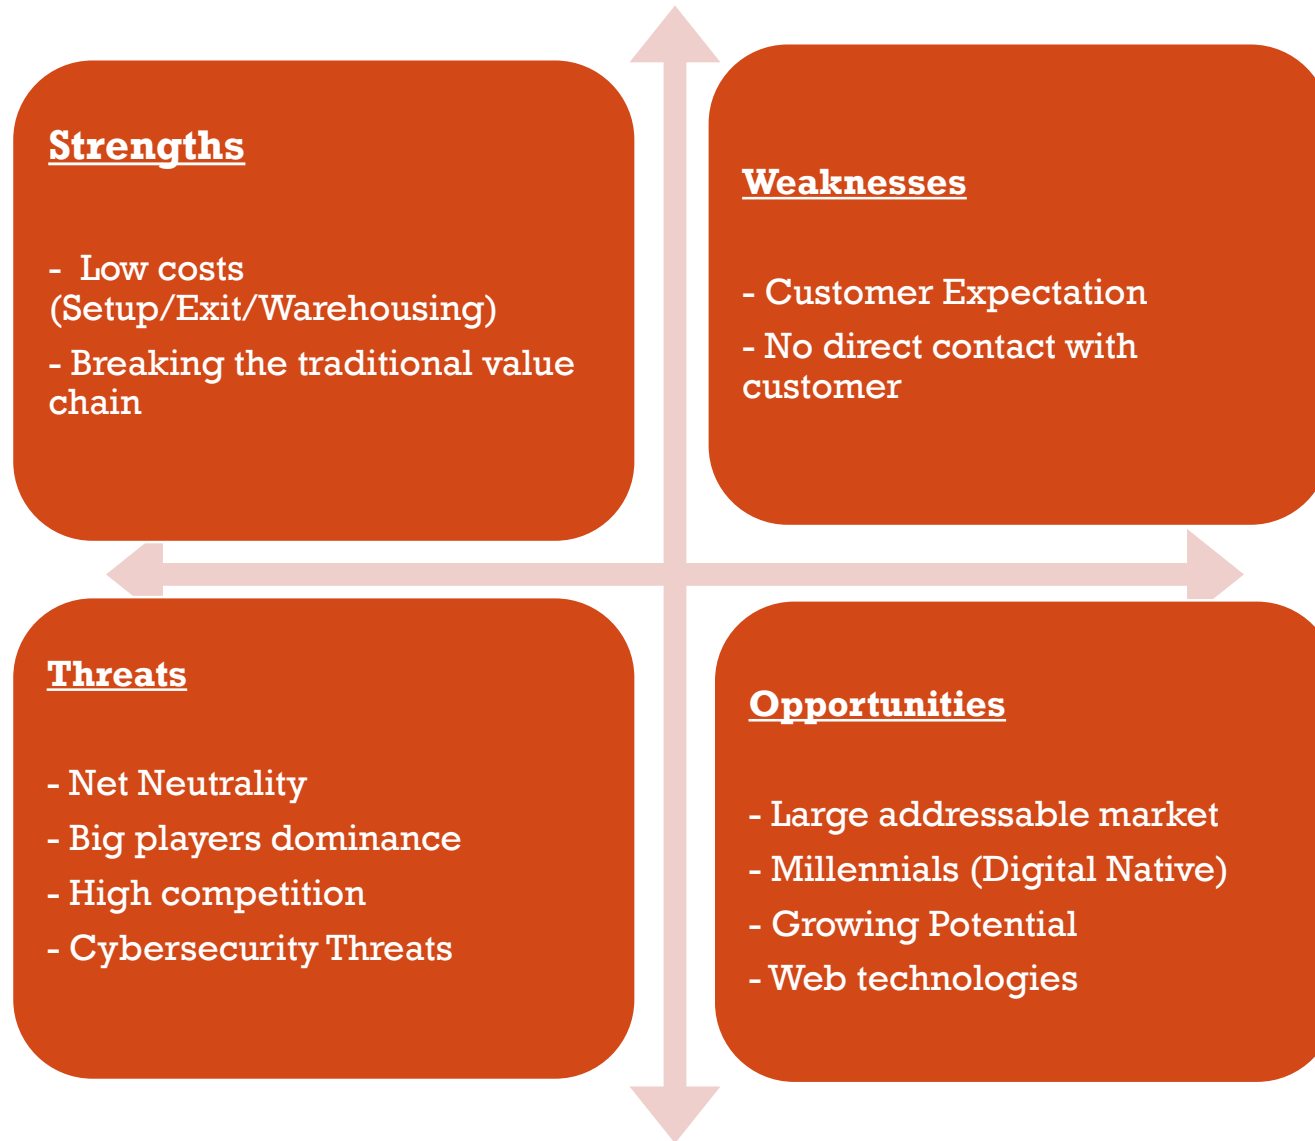 Strengths
- Low costs
(Setup/Exit/Warehousing)
- Breaking the traditional value
chain
Weaknesses
- Customer Expectation
- No direct contact with
customer
Threats
- Net Neutrality
- Big players dominance
- High competition
- Cybersecurity Threats
Opportunities
- Large addressable market
- Millennials (Digital Native)
- Growing Potential
- Web technologies